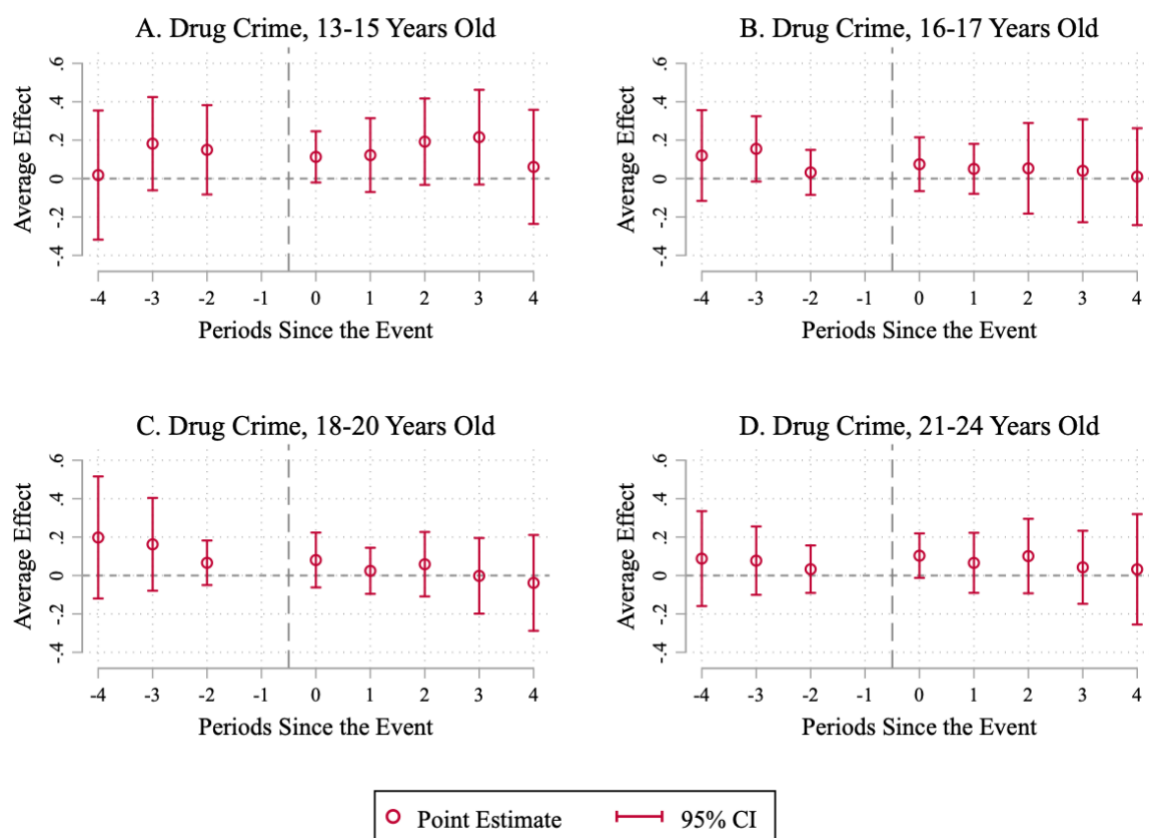 A. Drug Crime, 13-15 Years Old
Average Effect
.6
.4
.2
0
-.2
-.4
-4 -3 -2 -1 0 1 2 3 4
Periods Since the Event
B. Drug Crime, 16-17 Years Old
Average Effect
.6
.4
.2
0
-.2
-.4
-4 -3 -2 -1 0 1 2 3 4
Periods Since the Event
C. Drug Crime, 18-20 Years Old
Average Effect
.6
.4
.2
0
-.2
-.4
-4 -3 -2 -1 0 1 2 3 4
Periods Since the Event
D. Drug Crime, 21-24 Years Old
Average Effect
.6
.4
.2
0
-.2
-.4
-4 -3 -2 -1 0 1 2 3 4
Periods Since the Event
Point Estimate 95% CI